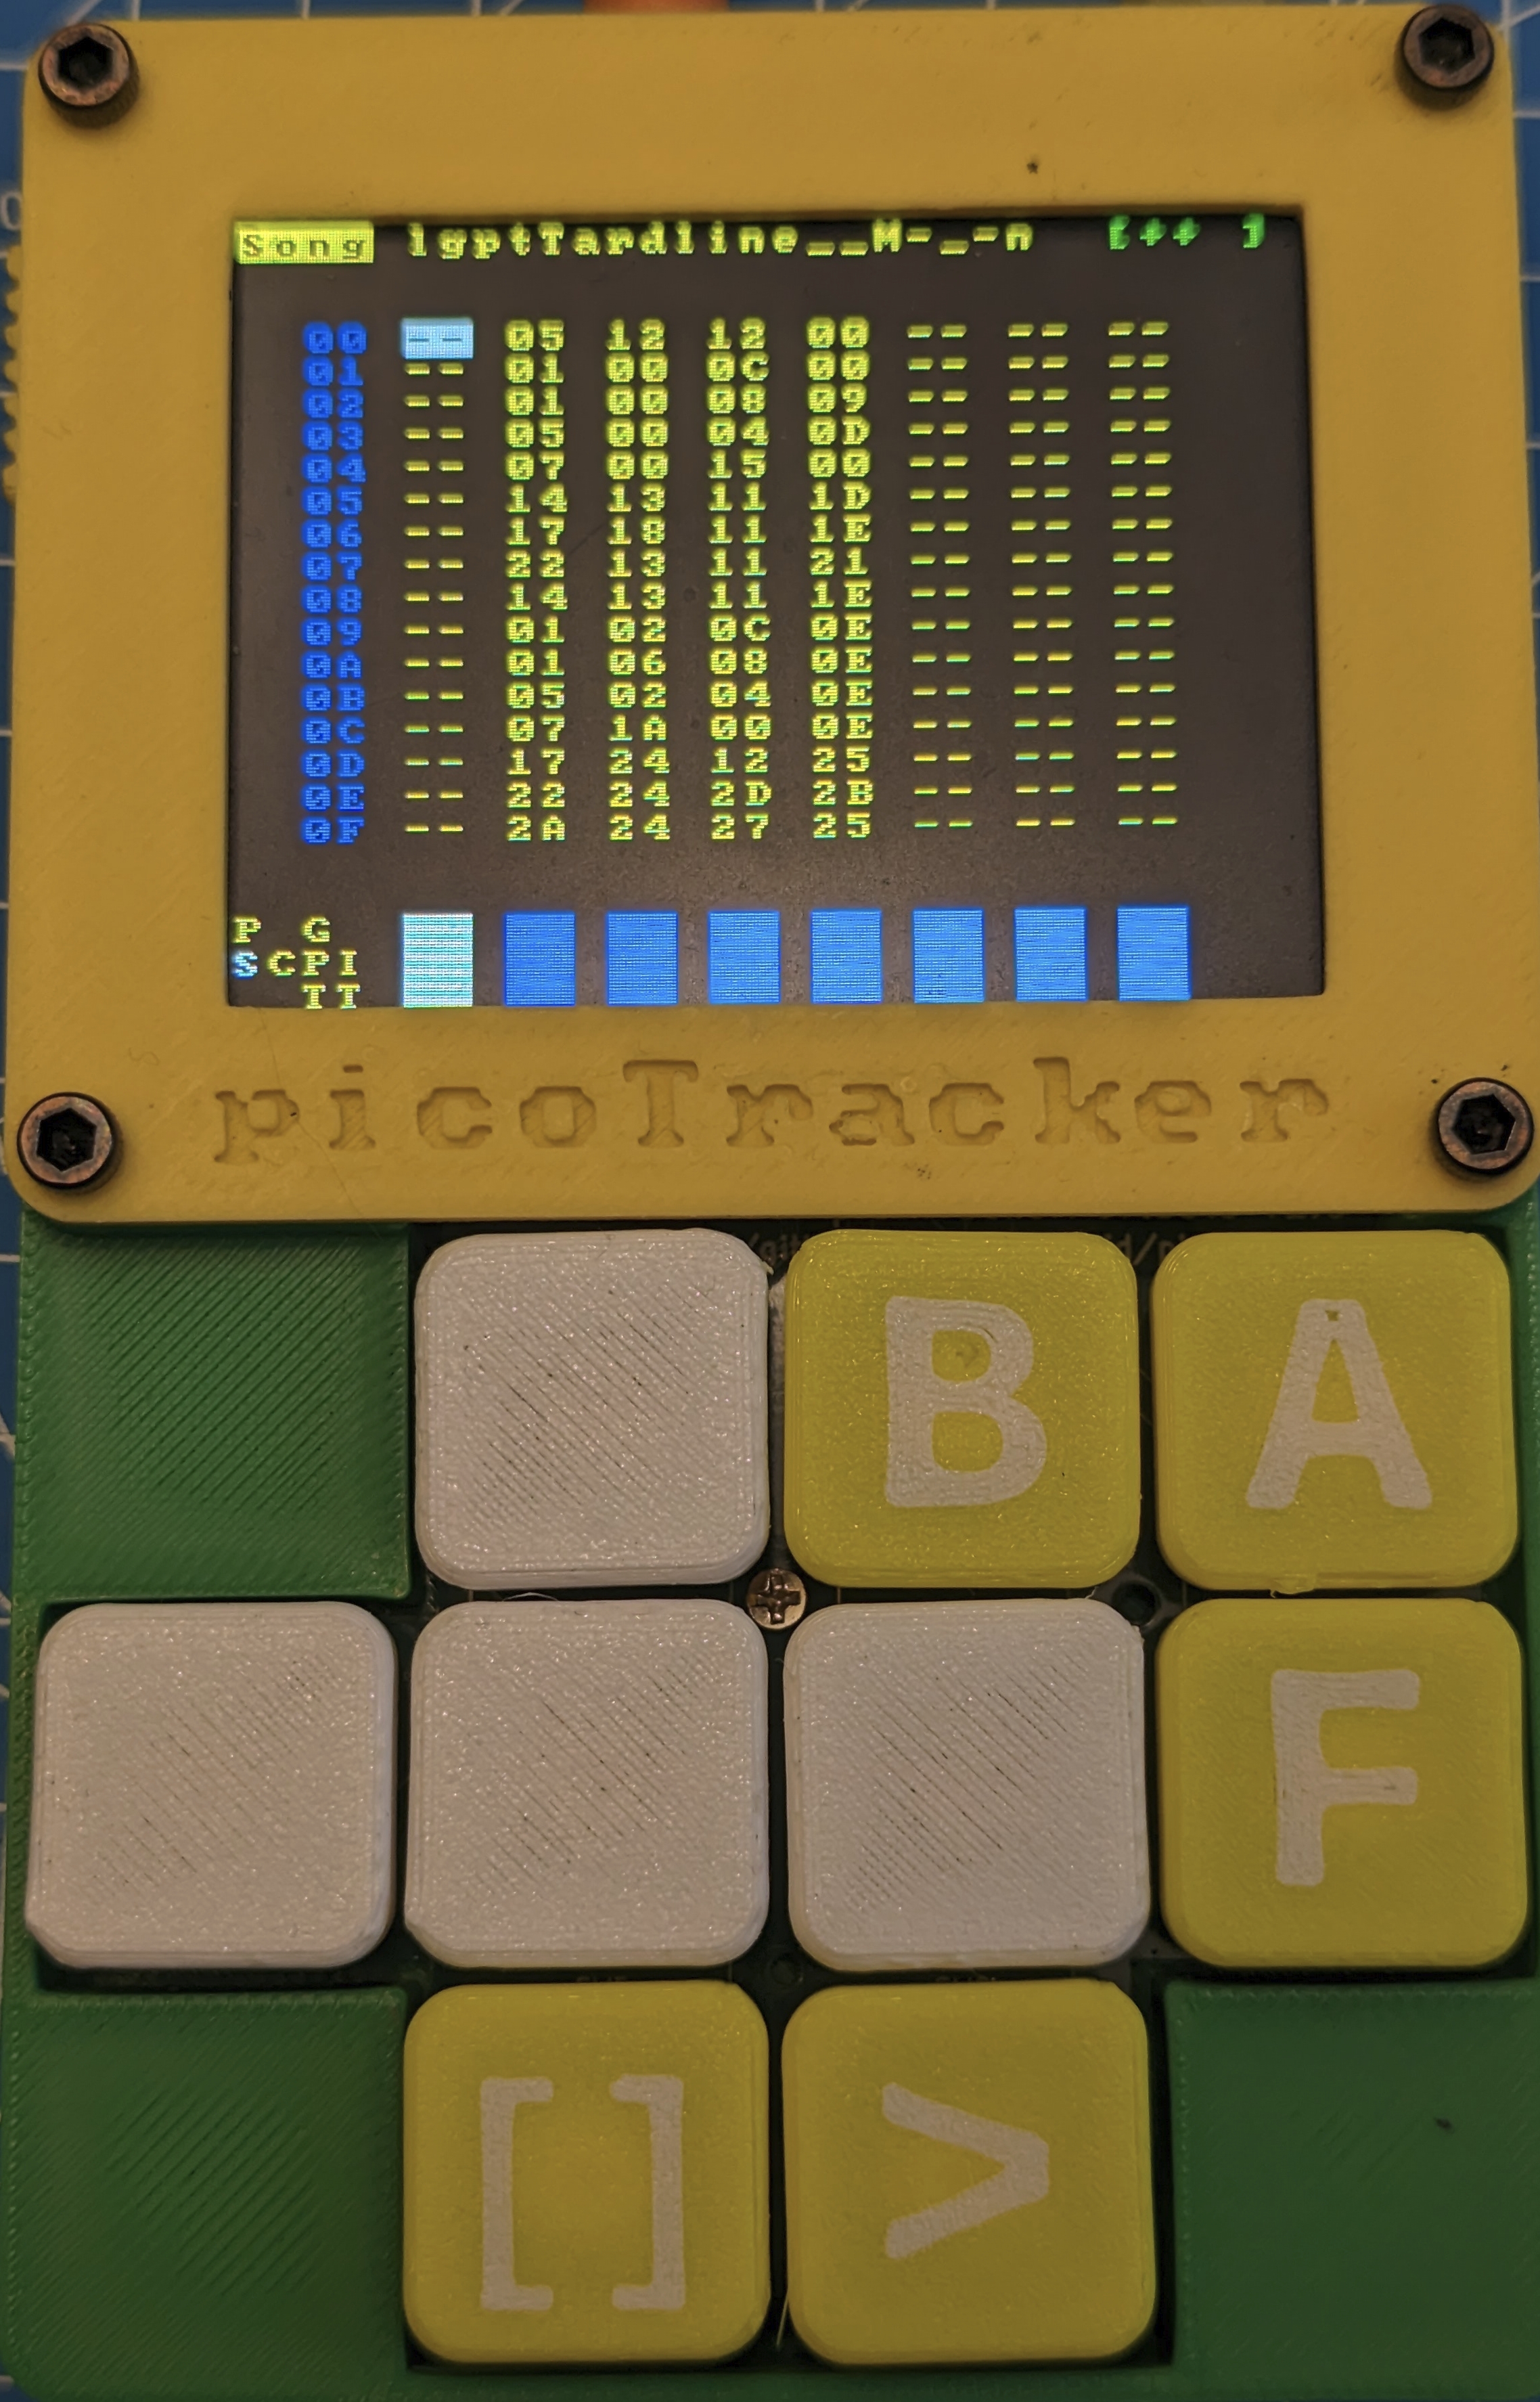 Song lgptTardline__M-_-n [++ ]
00 -- 05 12 12 00 -- -- --
01 -- 01 00 0C 00 -- -- --
02 -- 01 00 08 09 -- -- --
03 -- 05 00 04 0D -- -- --
04 -- 07 00 15 00 -- -- --
05 -- 14 13 11 1D -- -- --
06 -- 17 18 11 1E -- -- --
07 -- 22 13 11 21 -- -- --
08 -- 14 13 11 1E -- -- --
09 -- 01 02 0C 0E -- -- --
0A -- 01 06 08 0E -- -- --
0B -- 05 02 04 0E -- -- --
0C -- 07 1A 00 0E -- -- --
0D -- 17 24 12 25 -- -- --
0E -- 22 24 2D 2B -- -- --
0F -- 2A 24 27 25 -- -- --
P G
SCPI
TT
picoTracker
B A
F
[ ] >